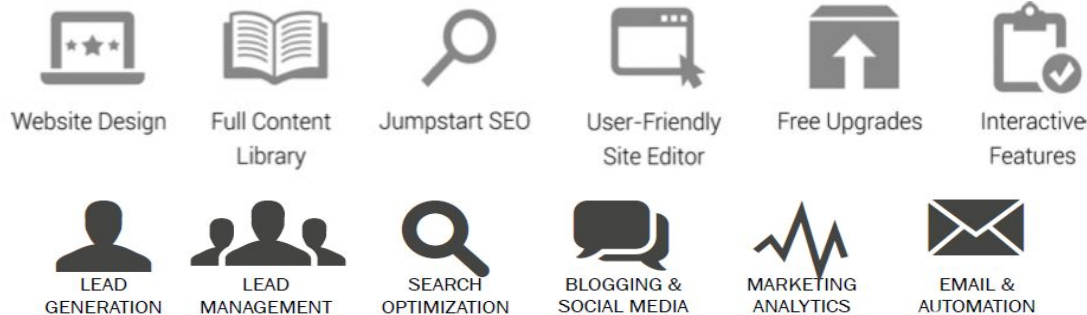 Website Design
Full Content
Library
Jumpstart SEO
User-Friendly
Site Editor
Free Upgrades
Interactive
Features
LEAD
GENERATION
LEAD
MANAGEMENT
SEARCH
OPTIMIZATION
BLOGGING &
SOCIAL MEDIA
MARKETING
ANALYTICS
EMAIL &
AUTOMATION